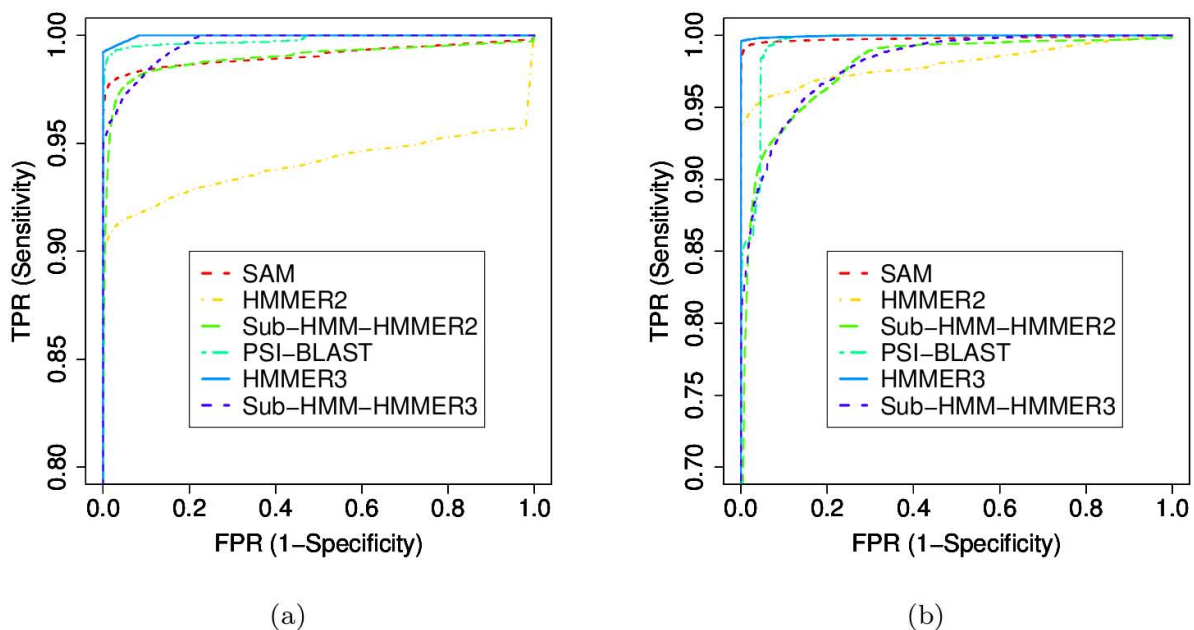 TPR (Sensitivity)
1.00
0.95
0.90
0.85
0.80
SAM
HMMER2
Sub-HMM-HMMER2
PSI-BLAST
HMMER3
Sub-HMM-HMMER3
0.0 0.2 0.4 0.6 0.8 1.0
FPR (1-Specificity)
(a)
TPR (Sensitivity)
1.00
0.95
0.90
0.85
0.80
0.75
0.70
SAM
HMMER2
Sub-HMM-HMMER2
PSI-BLAST
HMMER3
Sub-HMM-HMMER3
0.0 0.2 0.4 0.6 0.8 1.0
FPR (1-Specificity)
(b)